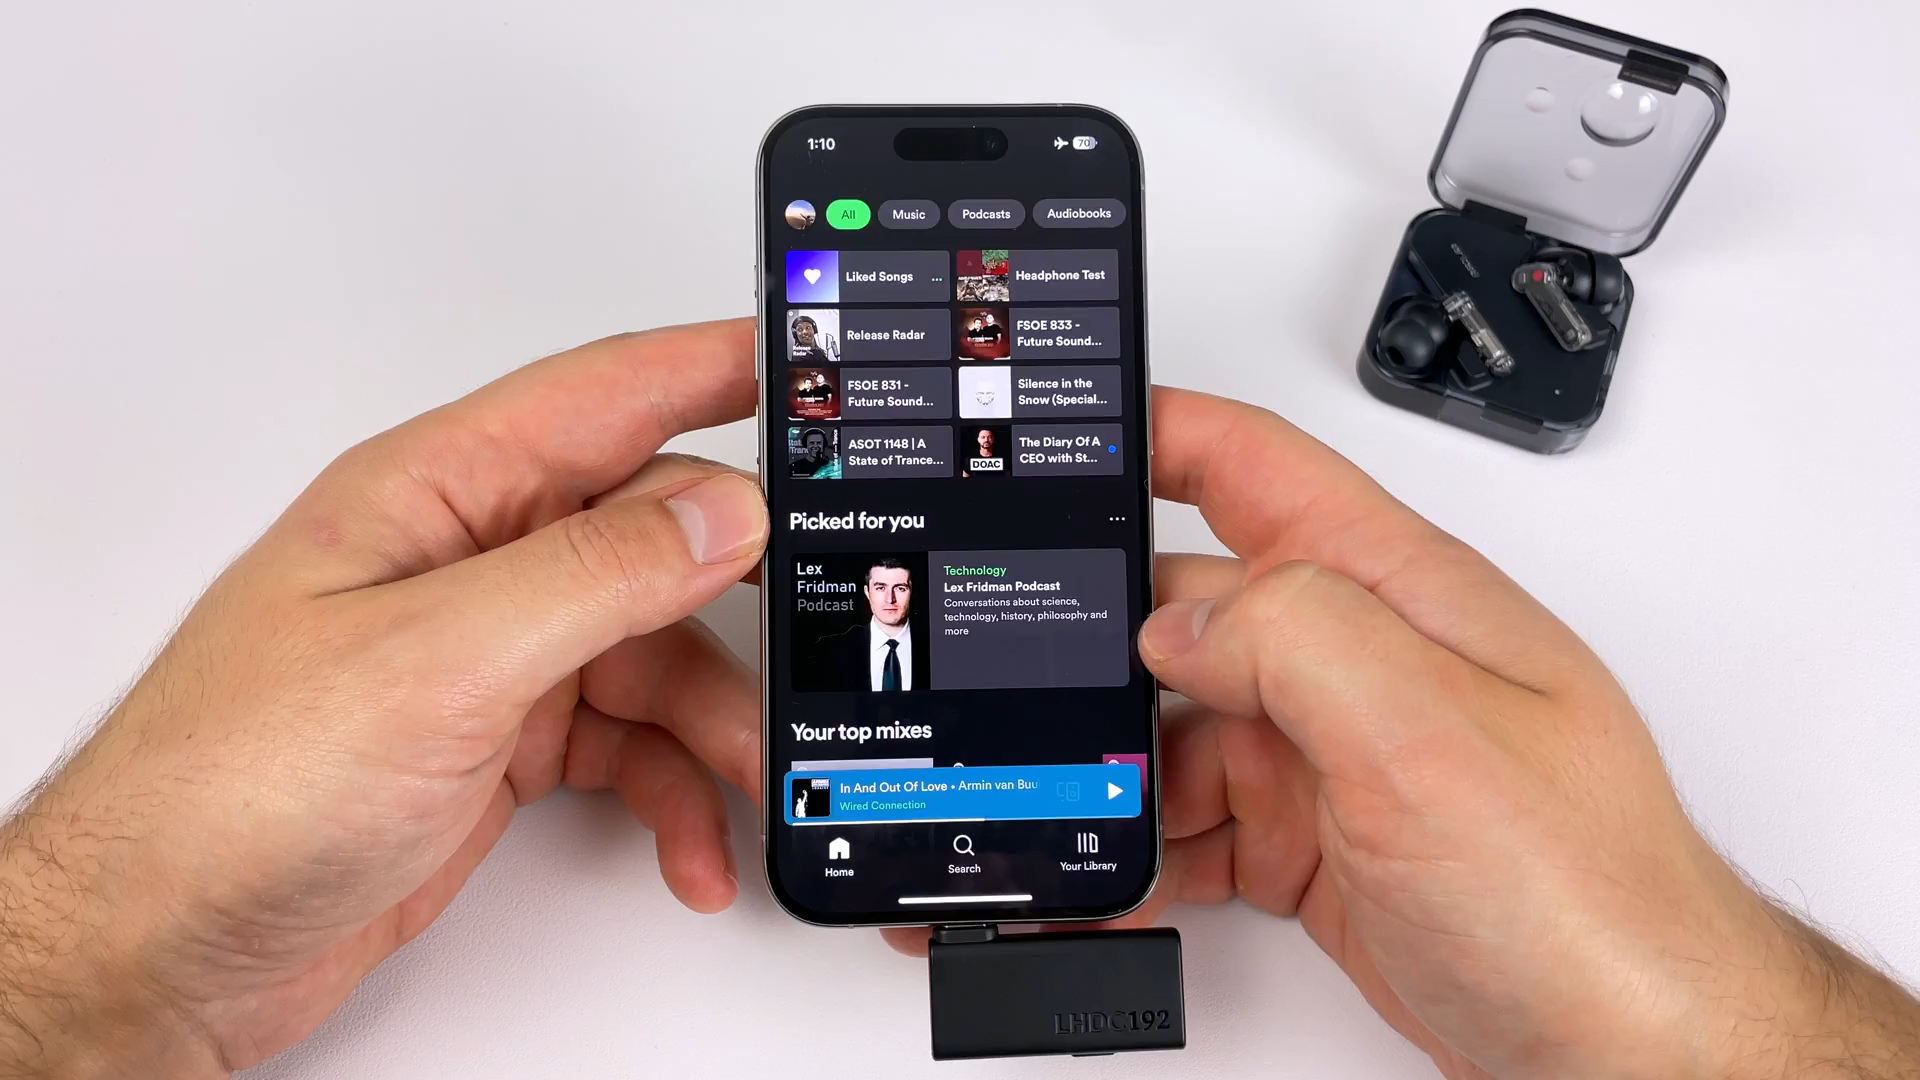 1:10
70
All
Music
Podcasts
Audiobooks
Liked Songs
Headphone Test
Release Radar
FSOE 833 -
Future Sound...
FSOE 831 -
Future Sound...
Silence in the
Snow (Special...
ASOT 1148 | A
State of Trance...
DOAC
The Diary Of A
CEO with St...
Picked for you
Lex
Fridman
Podcast
Technology
Lex Fridman Podcast
Conversations about science,
technology, history, philosophy and
more
Your top mixes
In And Out Of Love • Armin van Buu
Wired Connection
Home
Search
Your Library
LHDC192